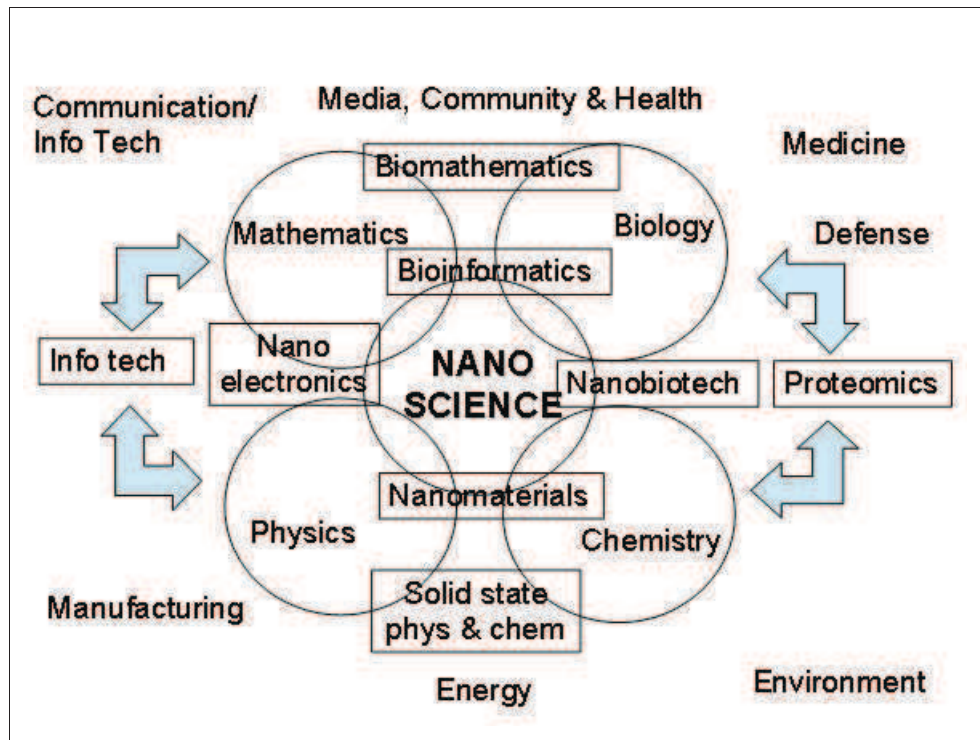 Communication/
Info Tech
Media, Community & Health
Medicine
Biomathematics
Mathematics
Biology
Defense
Bioinformatics
Info tech
Nano
electronics
NANO
SCIENCE
Nanobiotech
Proteomics
Nanomaterials
Physics
Chemistry
Manufacturing
Solid state
phys & chem
Energy
Environment